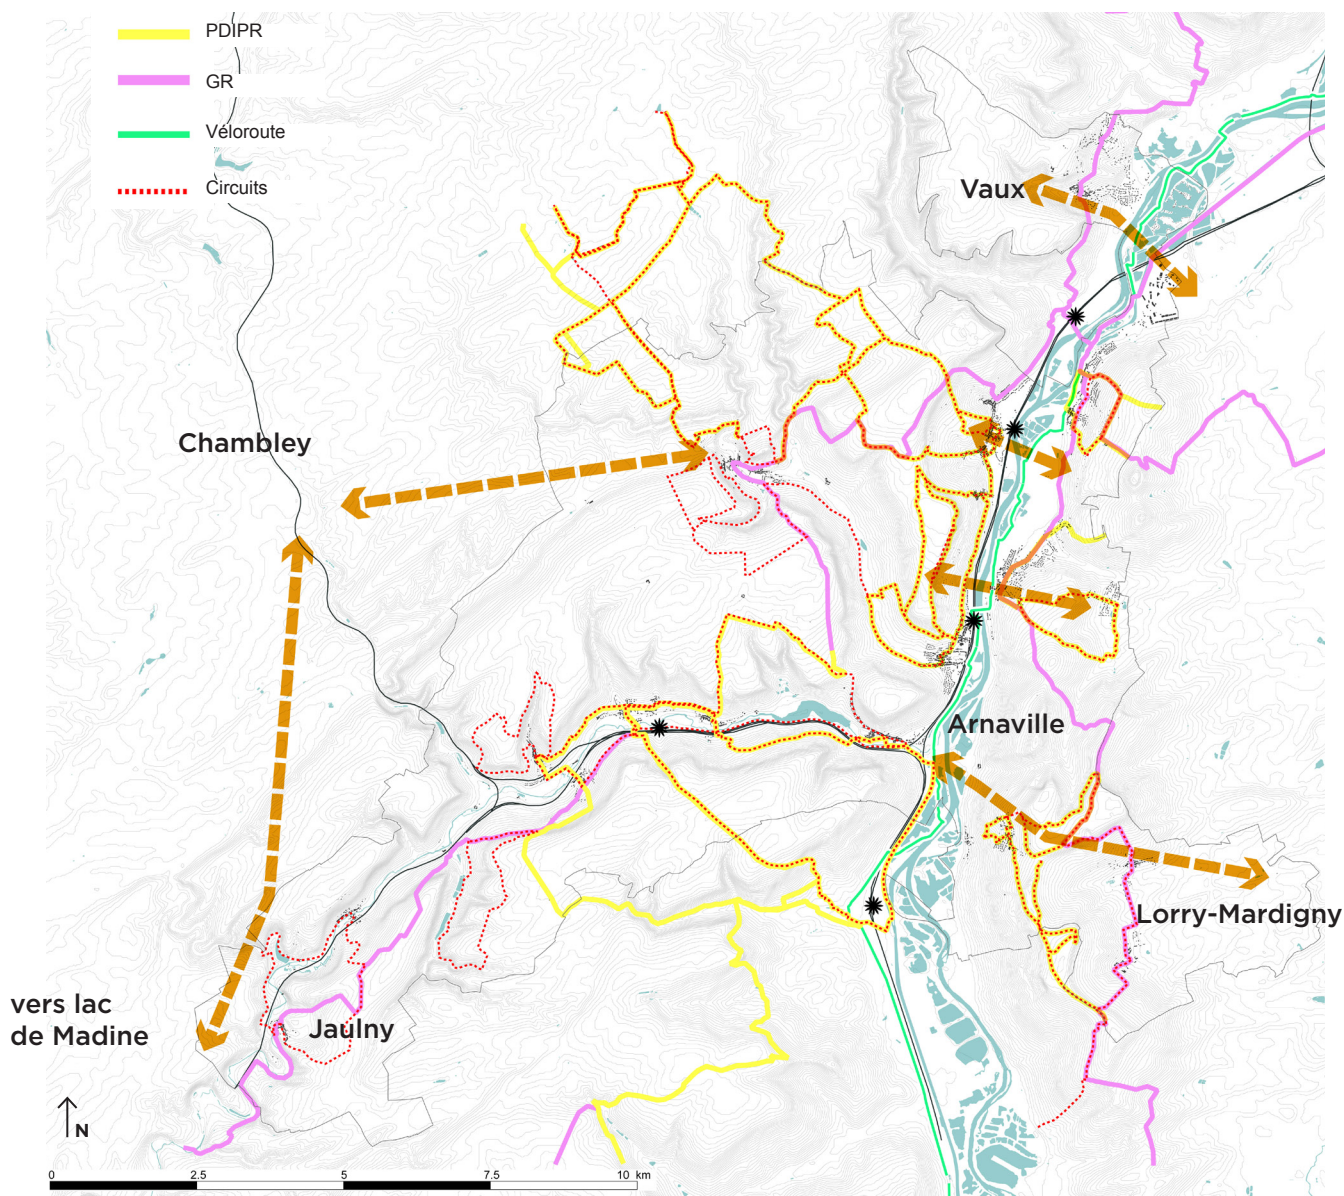 PDIPR
GR
Véloroute
Circuits
Vaux
Chambley
Arnaville
Lorry-Mardigny
vers lac
de Madine
Jaulny
N
0 2.5 5 7.5 10 km